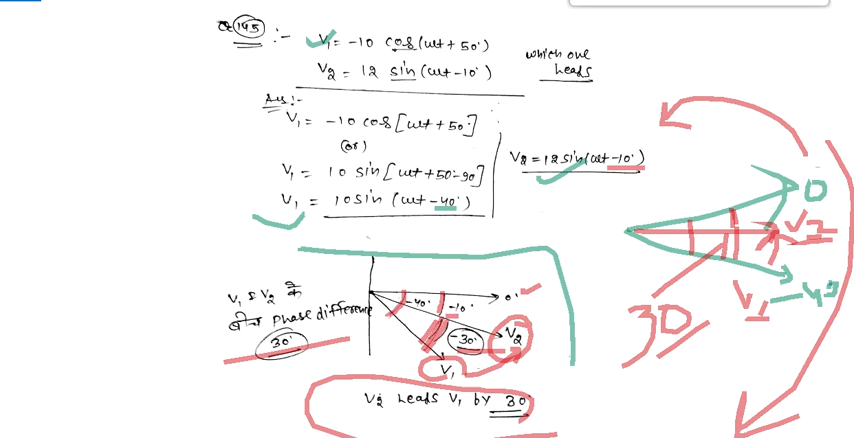 Q 145 :-
V₁ = -10 cos(ωt + 50°)
V₂ = 12 sin(ωt - 10°)
which one leads
Ans:-
V₁ = -10 cos[ωt + 50°]
(or)
V₁ = 10 sin[ωt + 50 - 90]
V₁ = 10 sin(ωt - 40°)
V₂ = 12 sin(ωt - 10°)
0
V2
V1 - 40
30
V₁ & V₂ के
बीच phase difference
30°
-40°
-10°
0°
-30°
V₂
V₁
V₂ Leads V₁ by 30°